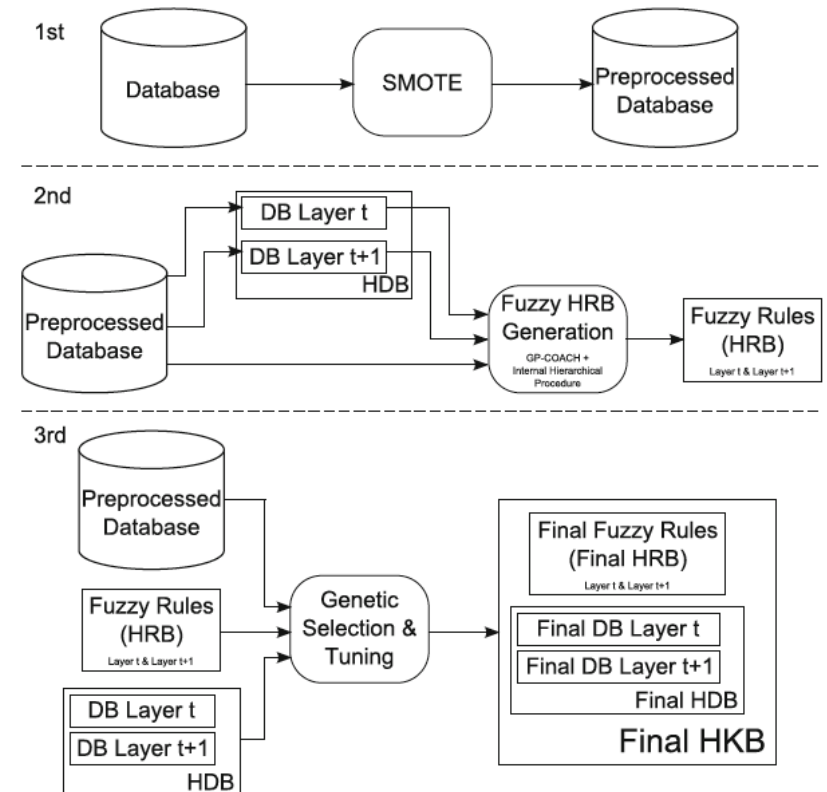 1st
Database
SMOTE
Preprocessed
Database
2nd
DB Layer t
DB Layer t+1
HDB
Preprocessed
Database
Fuzzy HRB
Generation
GP-COACH +
Internal Hierarchical
Procedure
Fuzzy Rules
(HRB)
Layer t & Layer t+1
3rd
Preprocessed
Database
Fuzzy Rules
(HRB)
Layer t & Layer t+1
DB Layer t
DB Layer t+1
HDB
Genetic
Selection &
Tuning
Final Fuzzy Rules
(Final HRB)
Layer t & Layer t+1
Final DB Layer t
Final DB Layer t+1
Final HDB
Final HKB